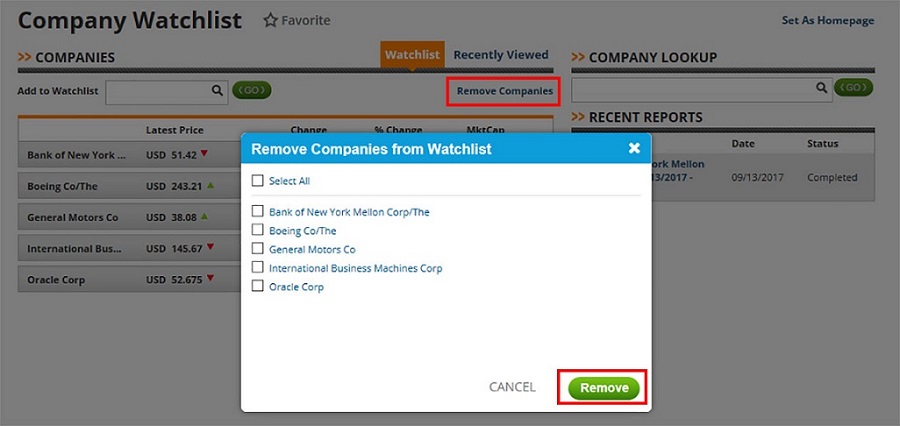 Company Watchlist Favorite Set As Homepage
COMPANIES Watchlist Recently Viewed COMPANY LOOKUP
Add to Watchlist GO Remove Companies GO
RECENT REPORTS
Latest Price Change % Change MktCap Date Status
Remove Companies from Watchlist
Bank of New York ... USD 51.42 ork Mellon
13/2017 - 09/13/2017 Completed
Select All
Boeing Co/The USD 243.21
Bank of New York Mellon Corp/The
General Motors Co USD 38.08
Boeing Co/The
General Motors Co
International Bus... USD 145.67
International Business Machines Corp
Oracle Corp USD 52.675
Oracle Corp
CANCEL Remove